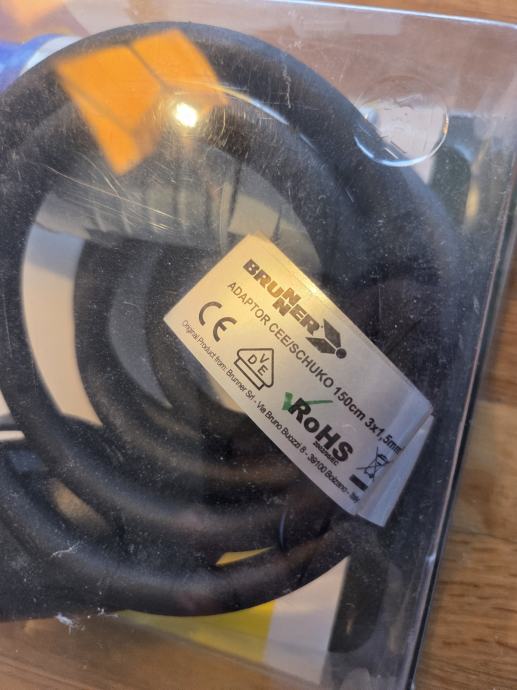 BRUNNER
ADAPTOR CEE/SCHUKO 150cm 3x1,5mm
CE
VDE
RoHS
Original Product from: Brunner Srl - Via Bruno Buozzi 8 - 39100 Bolzano -